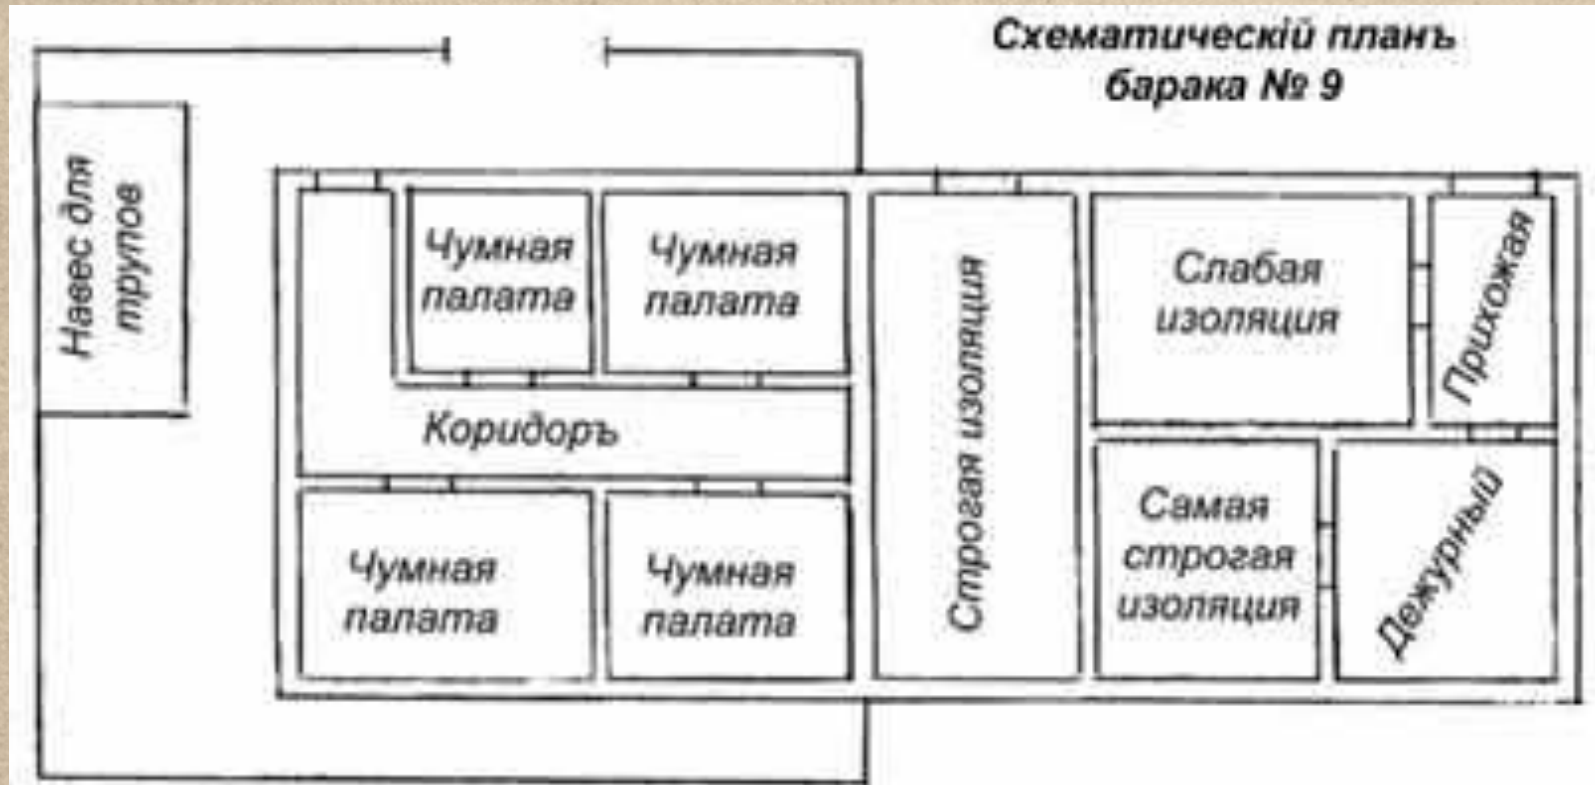 Схематическій планъ
барака № 9
Навес для
трупов
Чумная
палата
Чумная
палата
Коридоръ
Чумная
палата
Чумная
палата
Строгая изоляция
Слабая
изоляция
Прихожая
Самая
строгая
изоляция
Дежурный